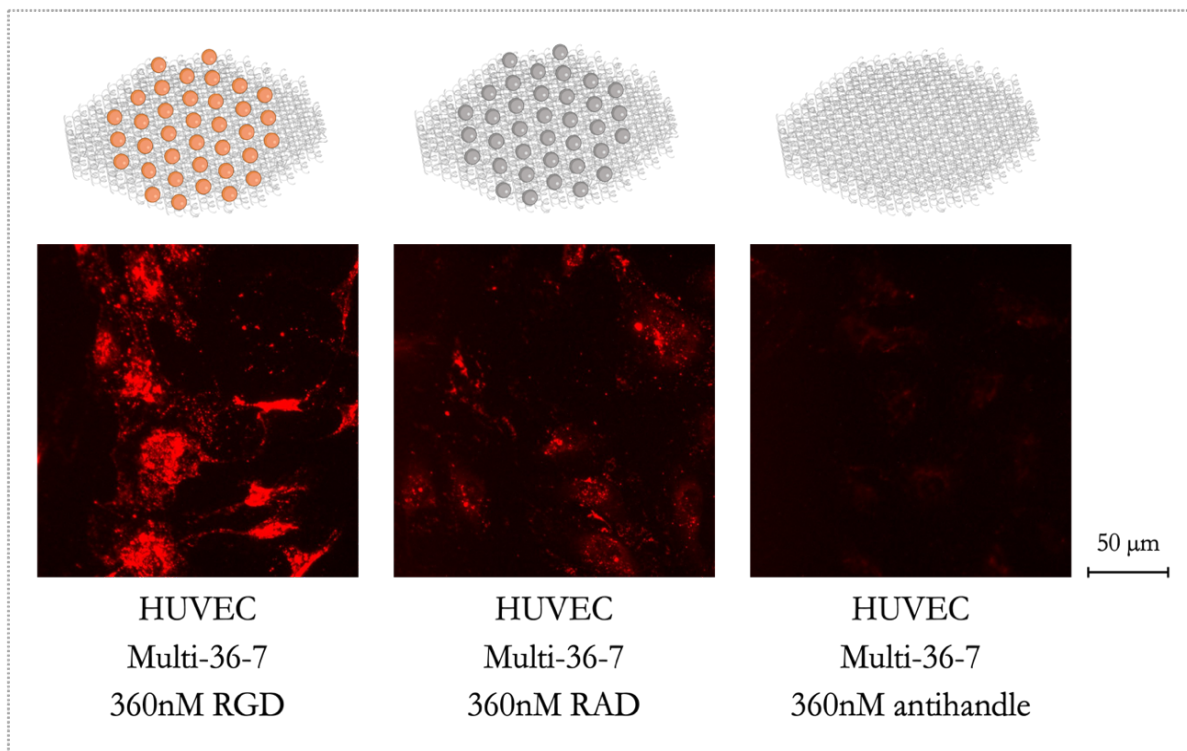 50 μm
HUVEC
Multi-36-7
360nM RGD
HUVEC
Multi-36-7
360nM RAD
HUVEC
Multi-36-7
360nM antihandle